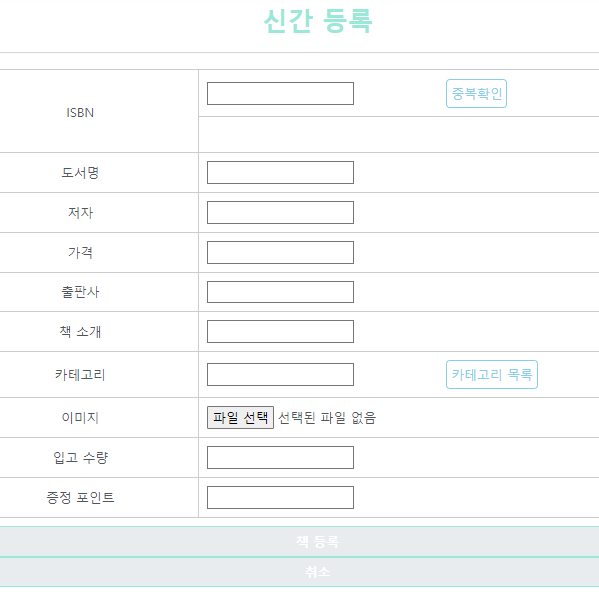 신간 등록
ISBN
중복확인
도서명
저자
가격
출판사
책 소개
카테고리
카테고리 목록
이미지
파일 선택 선택된 파일 없음
입고 수량
증정 포인트
책 등록
취소